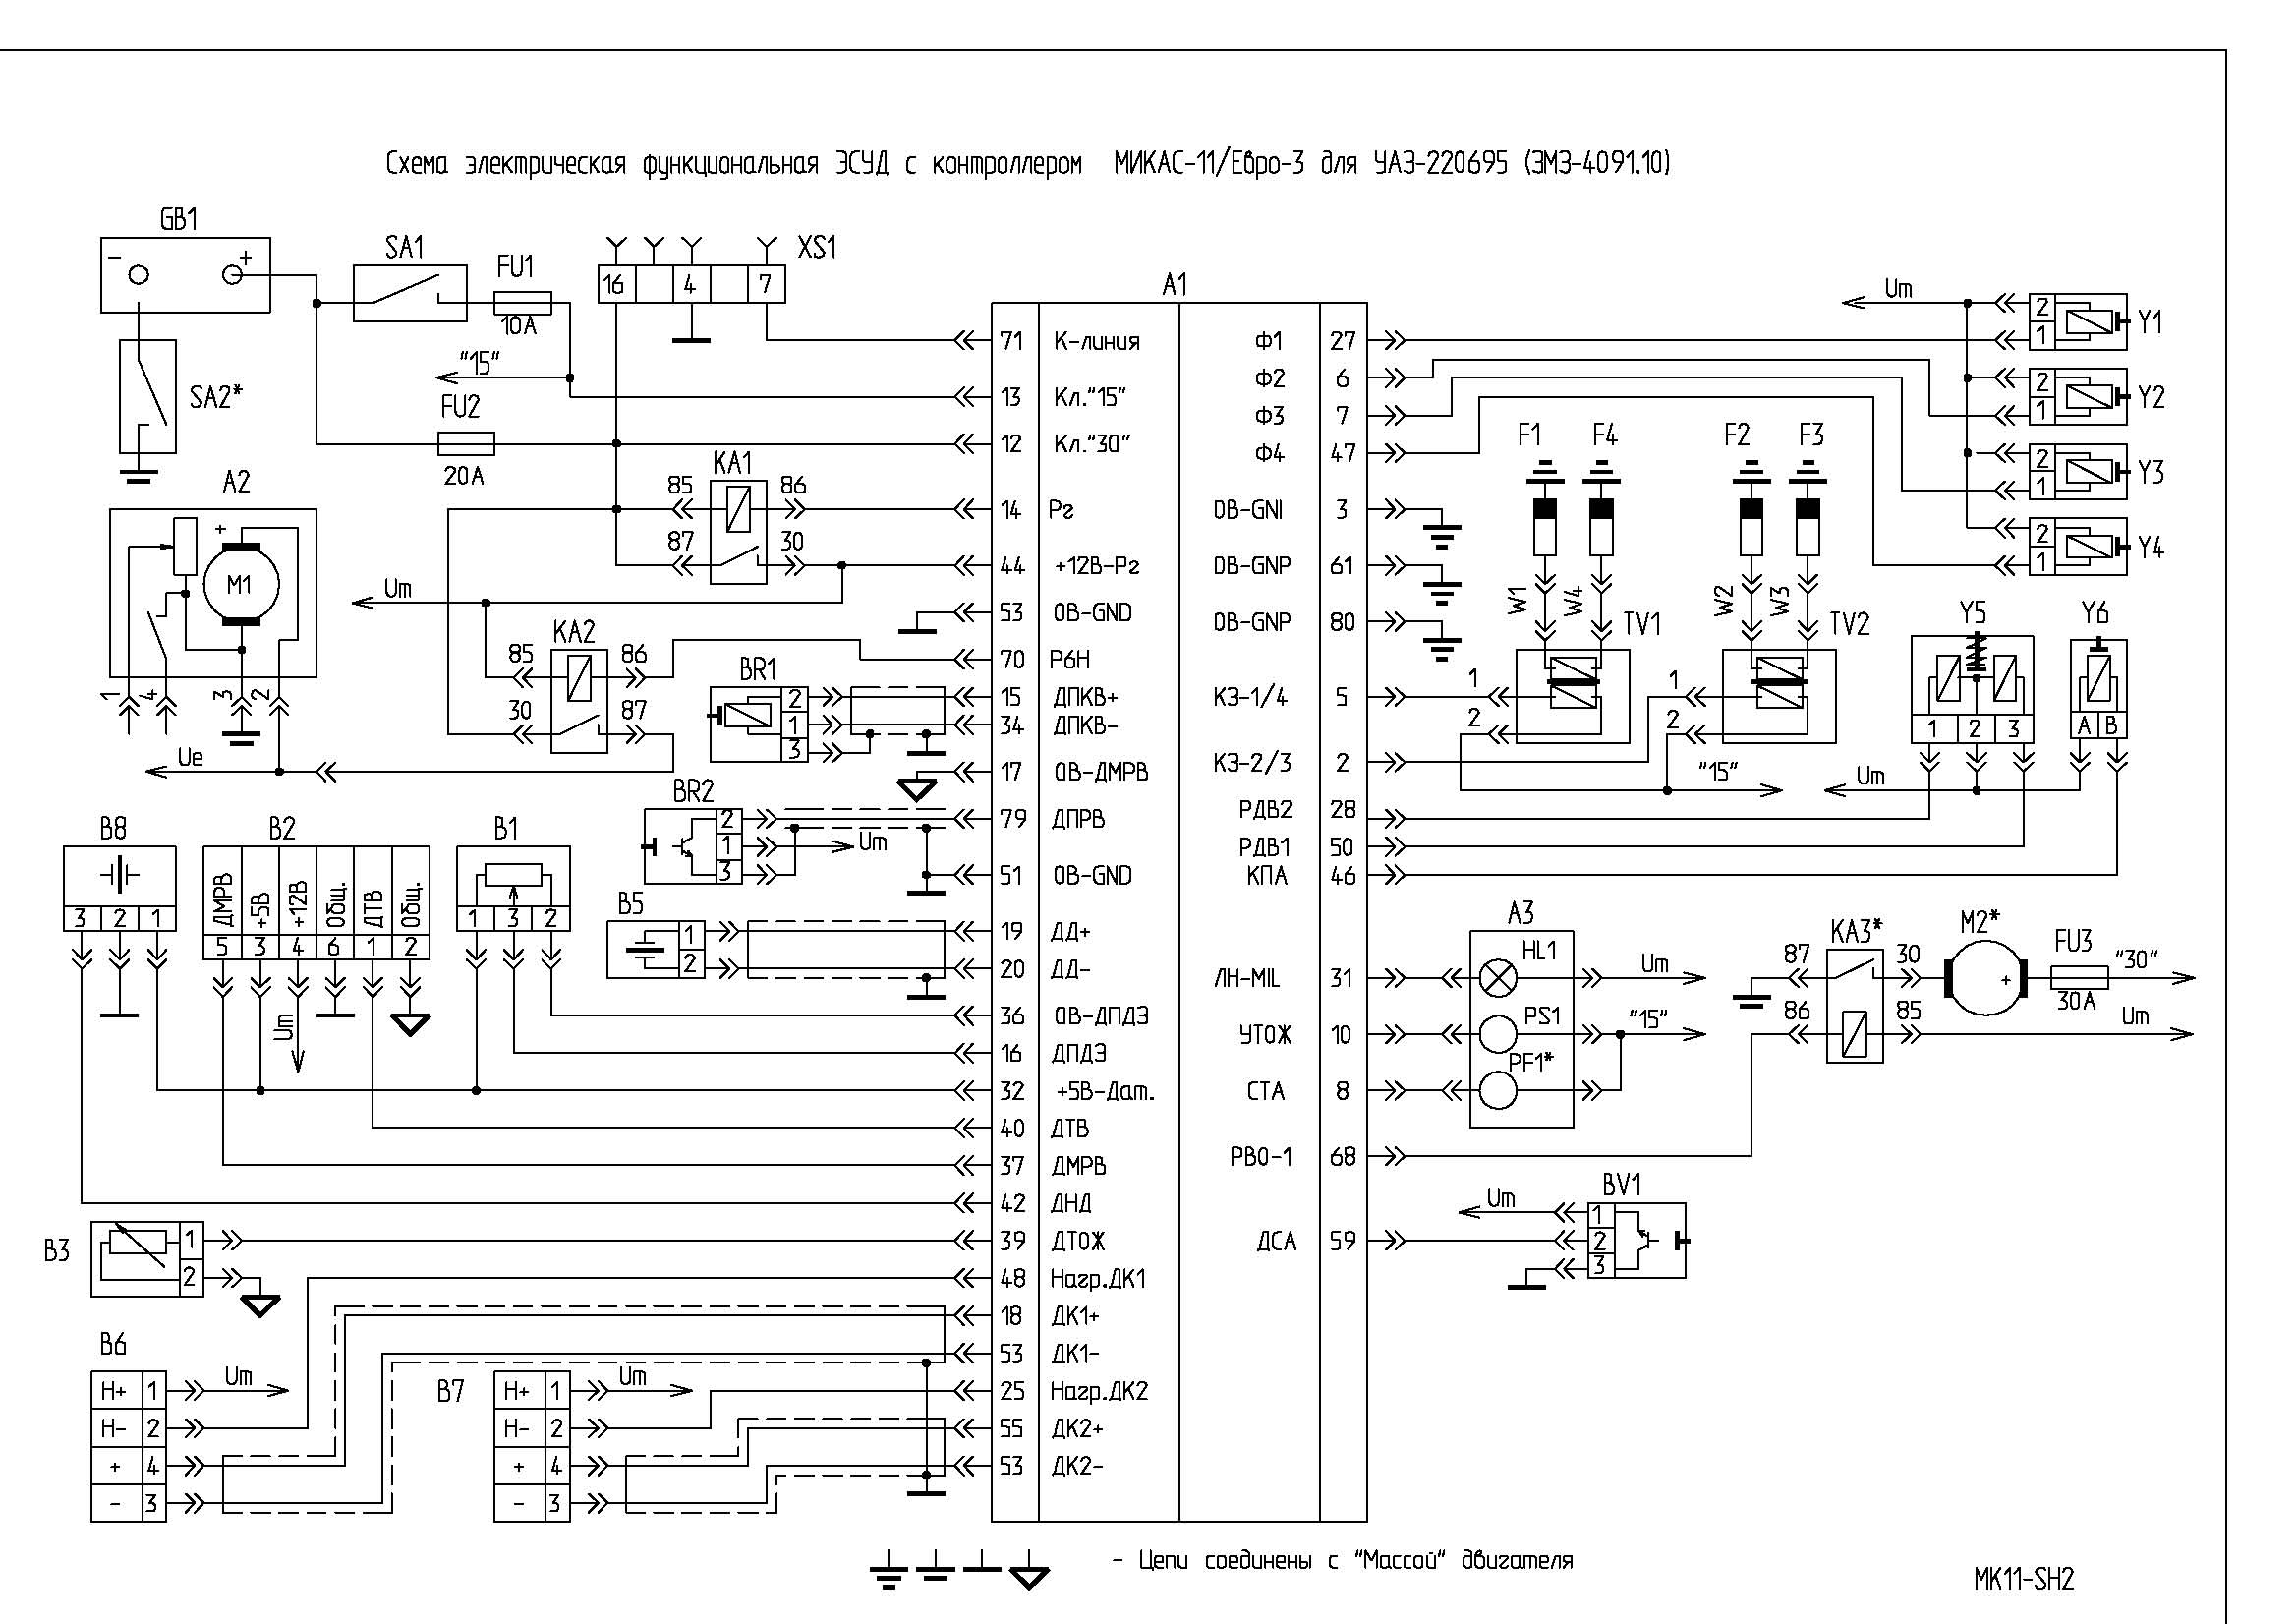 Схема электрическая функциональная ЭСУД с контроллером МИКАС-11/Евро-3 для УАЗ-220695 (ЗМЗ-4091.10)
GB1
- +
SA1
FU1
10А
XS1
16 4 7
"15"
SA2*
FU2
20А
A2
+
M1
1 4 3 2
Ue
KA1
85 86
87 30
Um
KA2
85 86
30 87
BR1
2
1
3
BR2
2
1
3
Um
B8
3 2 1
B2
ДМРВ +5В +12В Общ. ДТВ Общ.
5 3 4 6 1 2
Um
B1
1 3 2
B5
1
2
B3
1
2
B6
Н+ 1
Н- 2
+ 4
- 3
Um
B7
Н+ 1
Н- 2
+ 4
- 3
Um
A1
71 К-линия
13 Кл."15"
12 Кл."30"
14 Рг
44 +12В-Рг
53 ОВ-GND
70 РБН
15 ДПКВ+
34 ДПКВ-
17 ОВ-ДМРВ
79 ДПРВ
51 ОВ-GND
19 ДД+
20 ДД-
36 ОВ-ДПДЗ
16 ДПДЗ
32 +5В-Дат.
40 ДТВ
37 ДМРВ
42 ДНД
39 ДТОЖ
48 Нагр.ДК1
18 ДК1+
53 ДК1-
25 Нагр.ДК2
55 ДК2+
53 ДК2-
Ф1 27
Ф2 6
Ф3 7
Ф4 47
ОВ-GNI 3
ОВ-GNP 61
ОВ-GNP 80
КЗ-1/4 5
КЗ-2/3 2
РДВ2 28
РДВ1 50
КПА 46
ЛН-MIL 31
УТОЖ 10
СТА 8
РВО-1 68
ДСА 59
Um
2
1
Y1
2
1
Y2
2
1
Y3
2
1
Y4
F1 F4 F2 F3
W1 W4 W2 W3
TV1 TV2
1
2
1
2
"15"
Um
Y5
1 2 3
Y6
A B
A3
HL1
Um
PS1
"15"
PF1*
KA3*
87 30
86 85
M2*
+
FU3
30А
"30"
Um
BV1
Um
1
2
3
- Цепи соединены с "Массой" двигателя
МК11-SH2